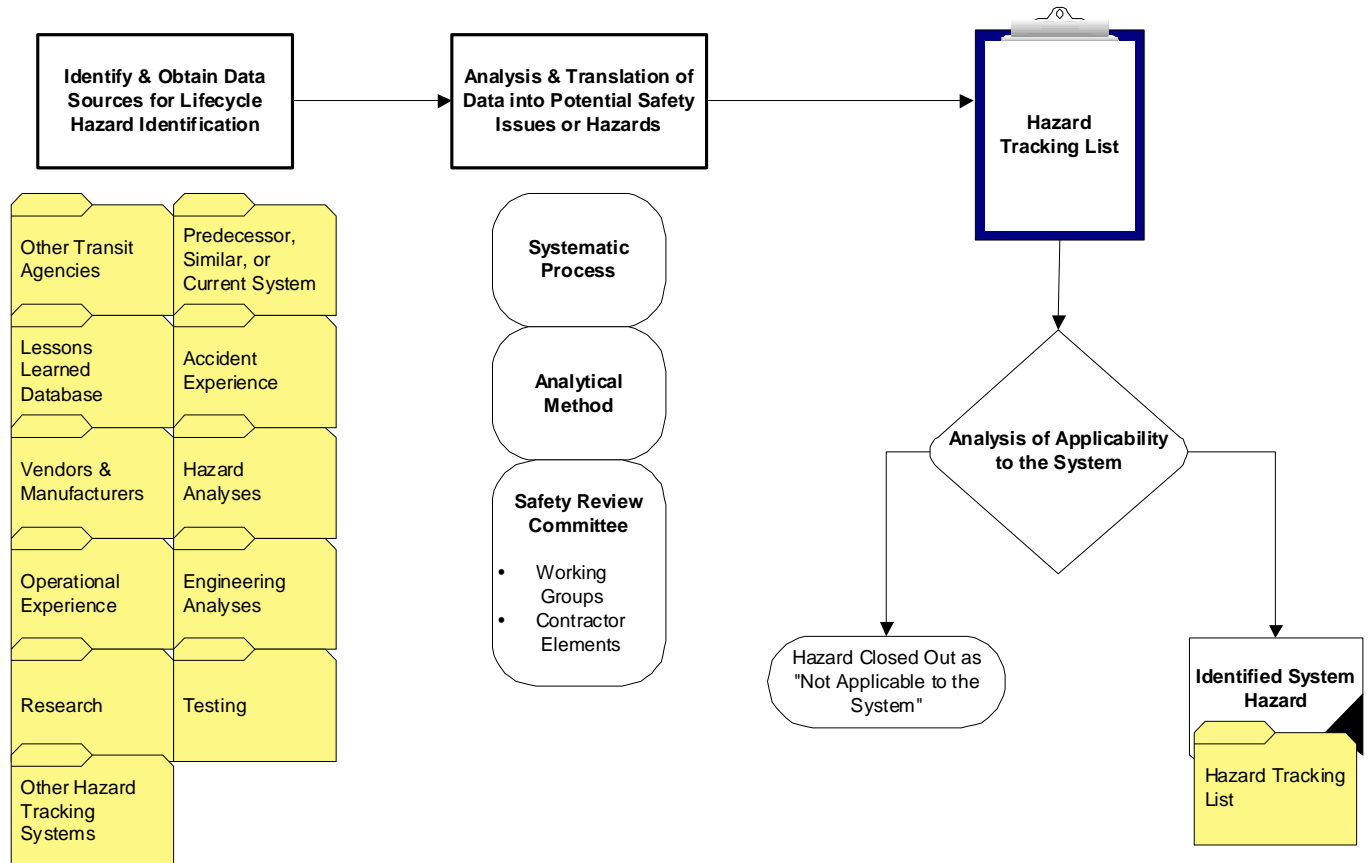 Identify & Obtain Data
Sources for Lifecycle
Hazard Identification
Analysis & Translation of
Data into Potential Safety
Issues or Hazards
Hazard
Tracking List
Other Transit
Agencies
Predecessor,
Similar, or
Current System
Lessons
Learned
Database
Accident
Experience
Vendors &
Manufacturers
Hazard
Analyses
Operational
Experience
Engineering
Analyses
Research
Testing
Other Hazard
Tracking
Systems
Systematic
Process
Analytical
Method
Safety Review
Committee
• Working
Groups
• Contractor
Elements
Analysis of Applicability
to the System
Hazard Closed Out as
"Not Applicable to the
System"
Identified System
Hazard
Hazard Tracking
List